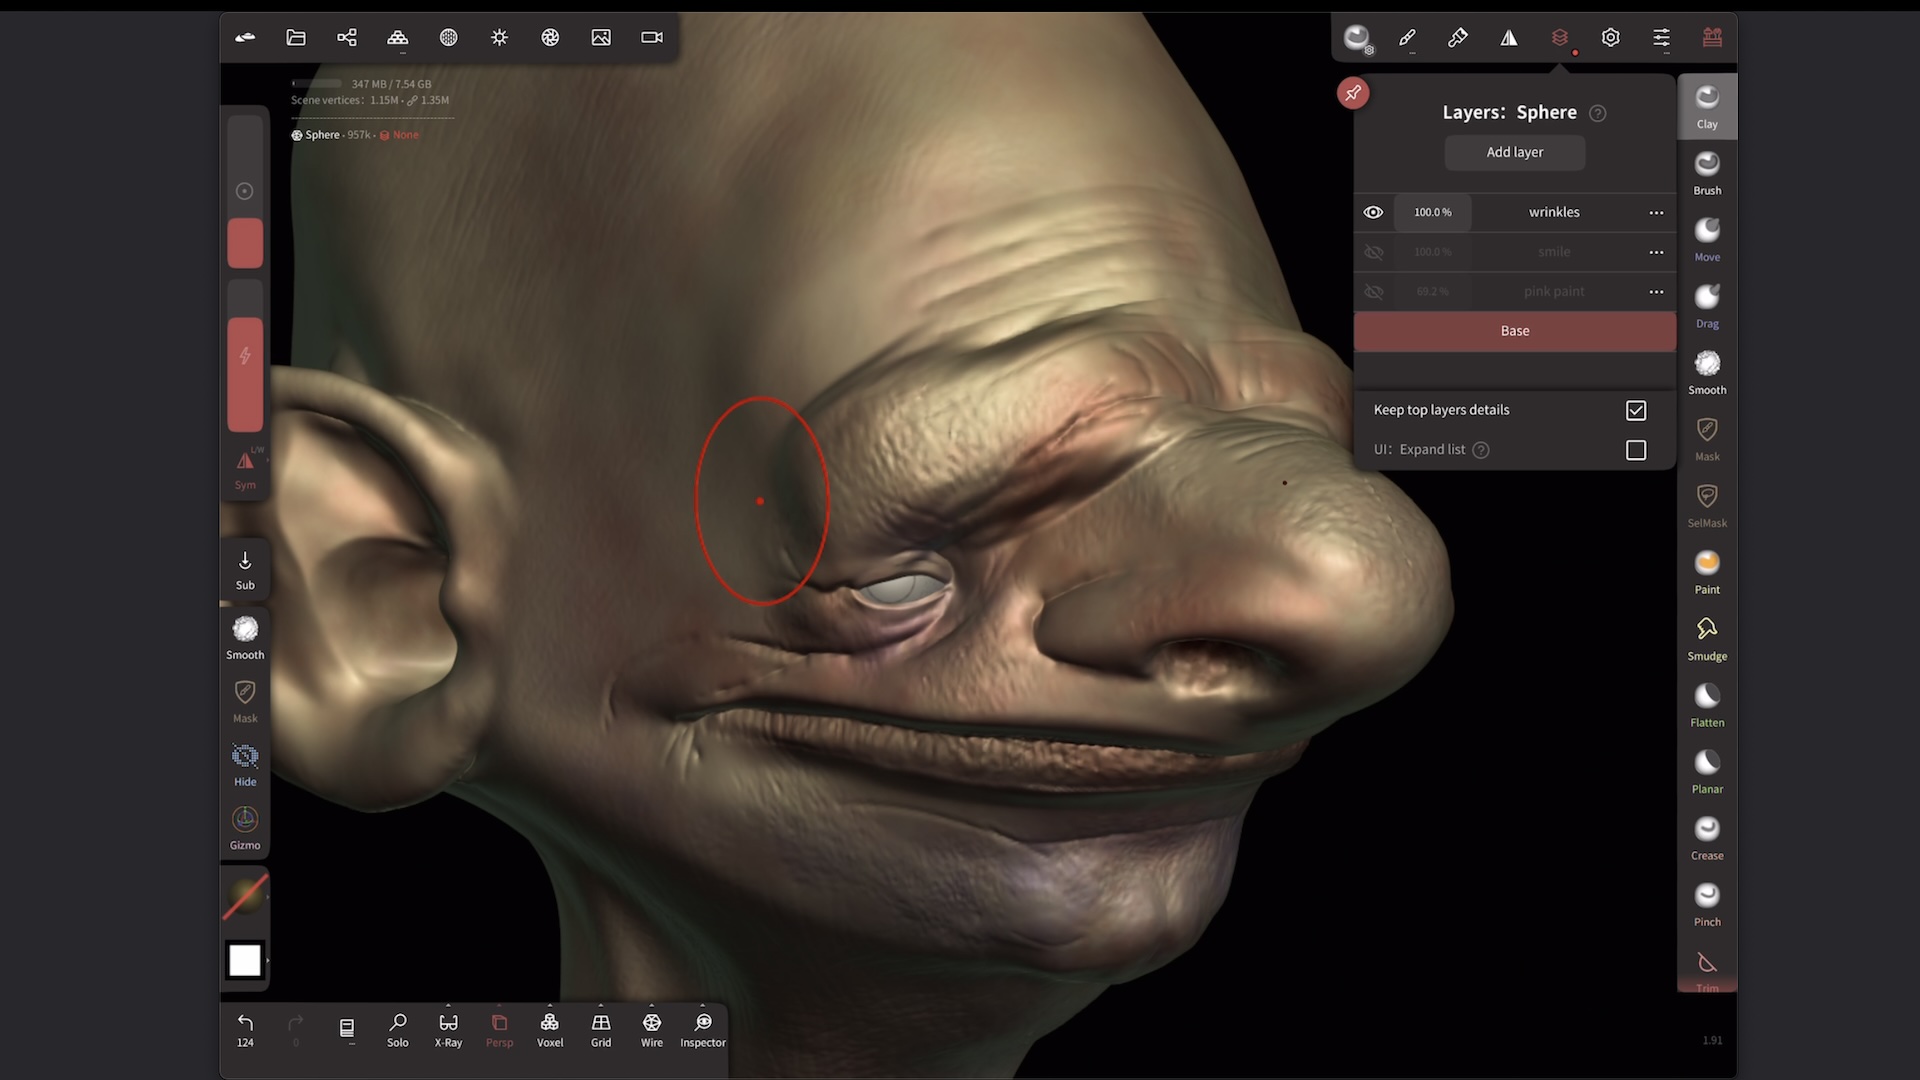 347 MB / 7.54 GB
Scene vertices: 1.15M • 1.35M
Sphere • 957k • None
L/W
Sym
Sub
Smooth
Mask
Hide
Gizmo
124
0
Solo
X-Ray
Persp
Voxel
Grid
Wire
Inspector
Layers: Sphere ?
Add layer
100.0 % wrinkles
100.0 % smile
69.2 % pink paint
Base
Keep top layers details
UI: Expand list ?
Clay
Brush
Move
Drag
Smooth
Mask
SelMask
Paint
Smudge
Flatten
Planar
Crease
Pinch
Trim
1.91